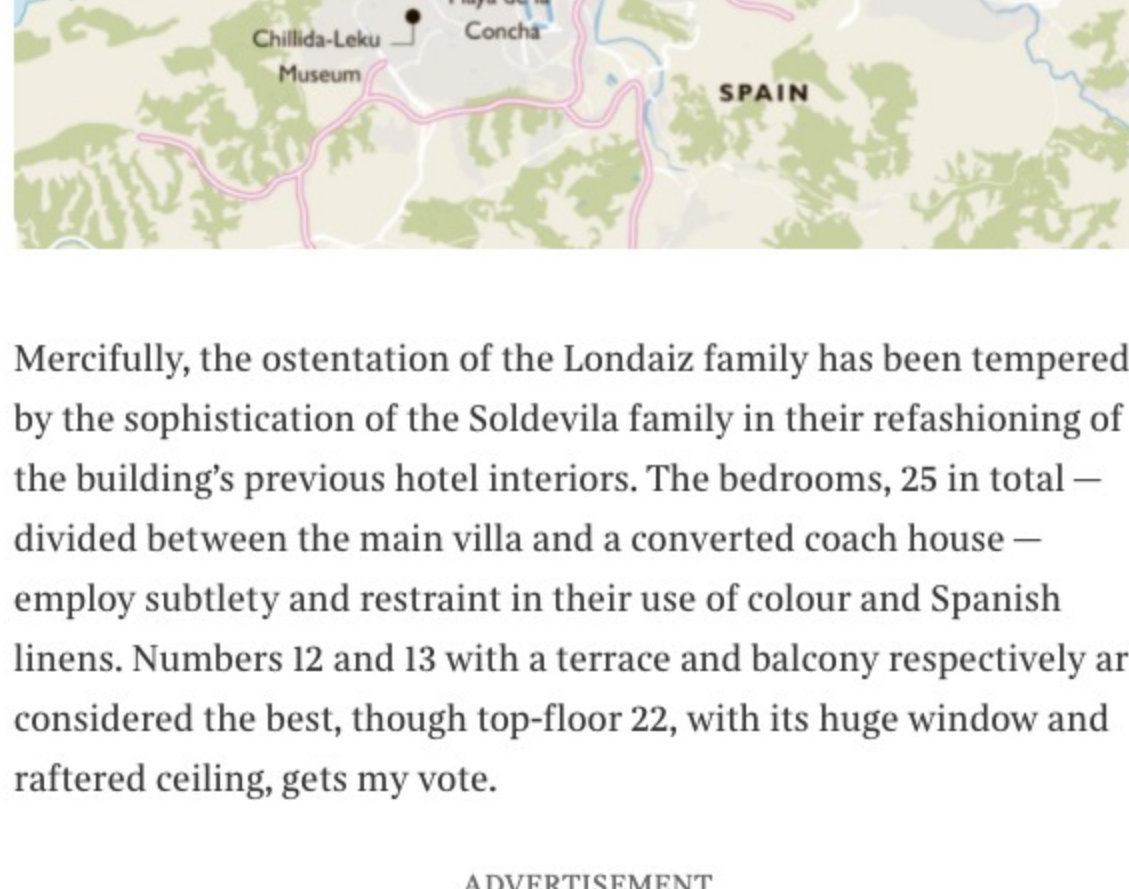 Playa de la
Concha
Chillida-Leku
Museum
SPAIN
Mercifully, the ostentation of the Londaiz family has been tempered
by the sophistication of the Soldevila family in their refashioning of
the building’s previous hotel interiors. The bedrooms, 25 in total —
divided between the main villa and a converted coach house —
employ subtlety and restraint in their use of colour and Spanish
linens. Numbers 12 and 13 with a terrace and balcony respectively ar
considered the best, though top-floor 22, with its huge window and
raftered ceiling, gets my vote.
ADVERTISEMENT